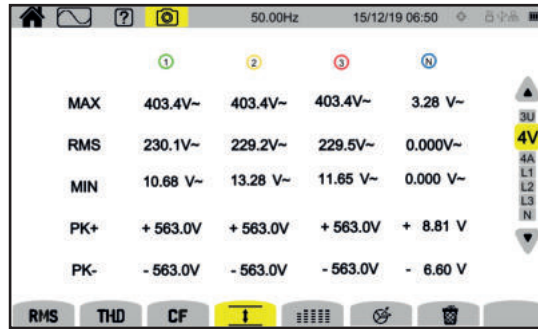 ? 50.00Hz 15/12/19 06:50
1 2 3 N
MAX 403.4V~ 403.4V~ 403.4V~ 3.28 V~
RMS 230.1V~ 229.2V~ 229.5V~ 0.000V~
MIN 10.68 V~ 13.28 V~ 11.65 V~ 0.000 V~
PK+ + 563.0V + 563.0V + 563.0V + 8.81 V
PK- - 563.0V - 563.0V - 563.0V - 6.60 V
3U
4V
4A
L1
L2
L3
N
RMS THD CF